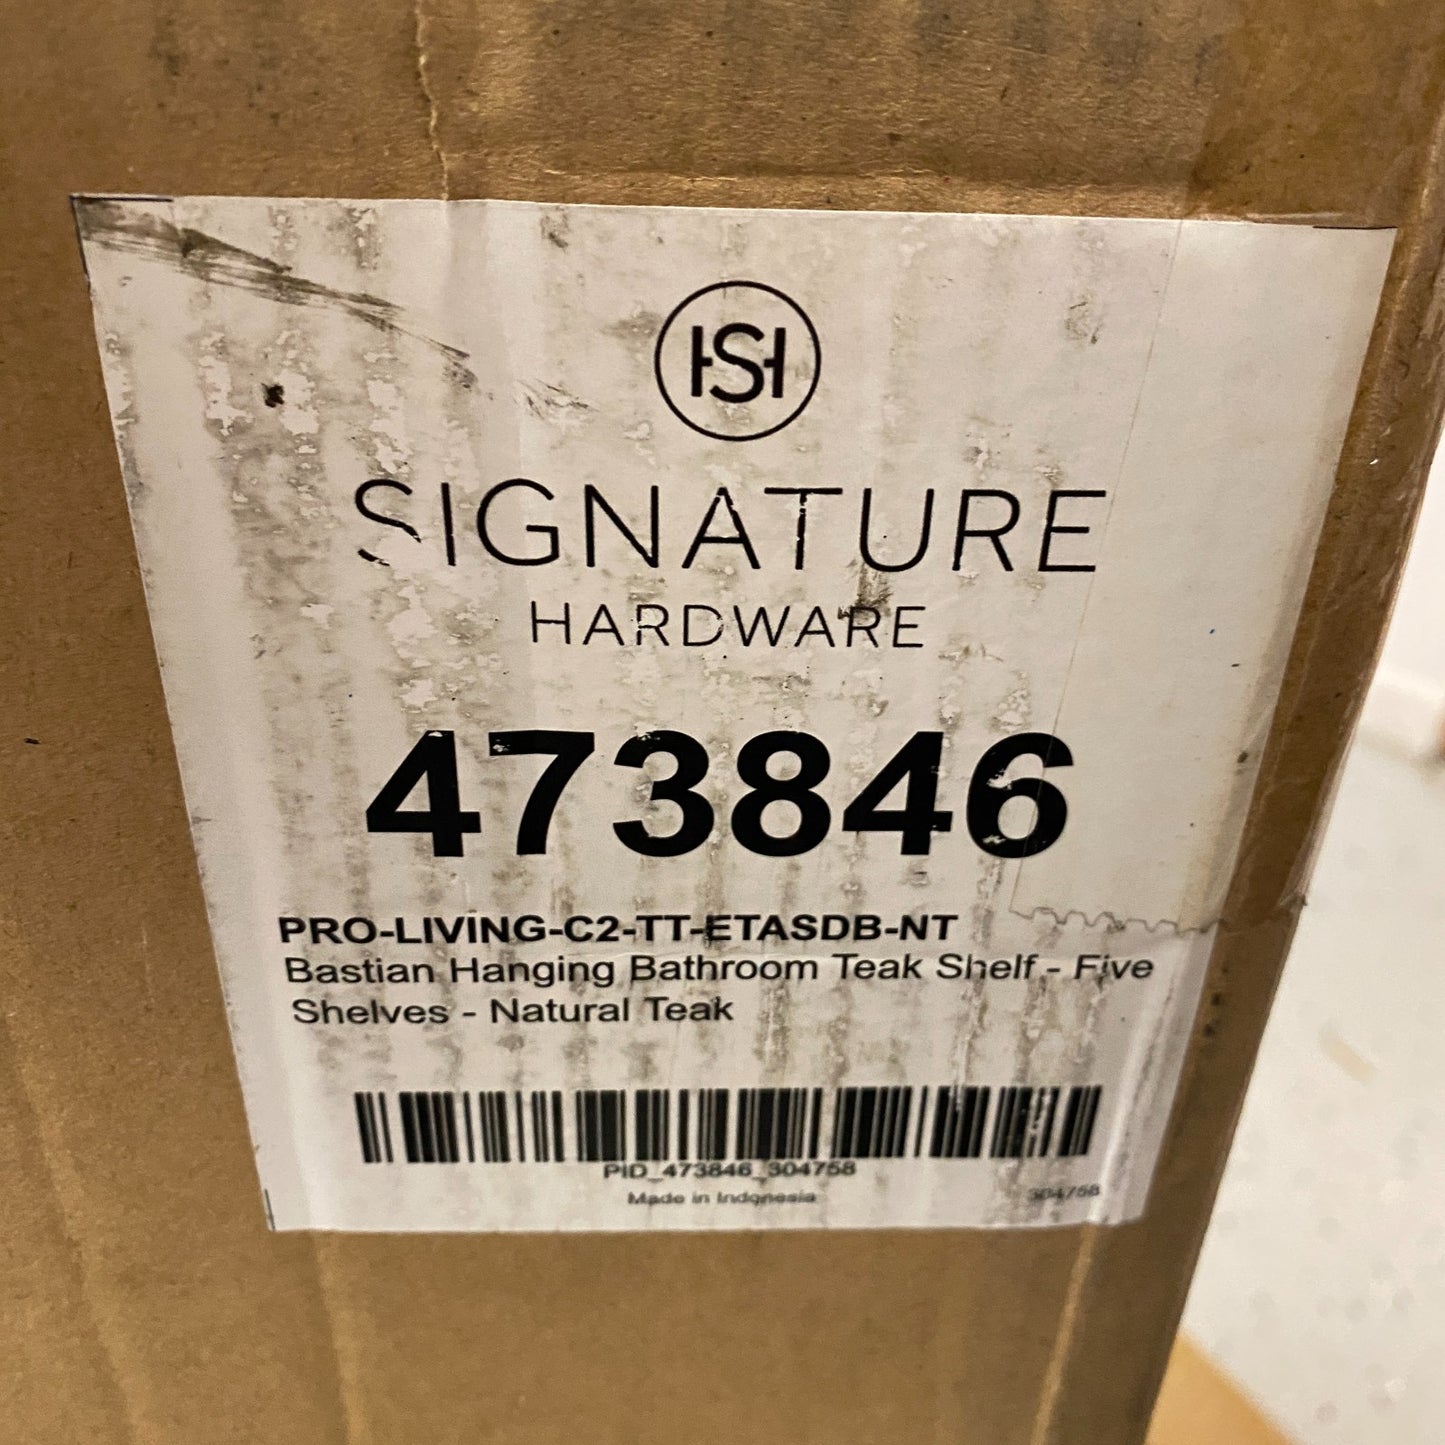 HS
SIGNATURE
HARDWARE
473846
PRO-LIVING-C2-TT-ETASDB-NT
Bastian Hanging Bathroom Teak Shelf - Five
Shelves - Natural Teak
PID_473846_304758
Made in Indonesia
304758